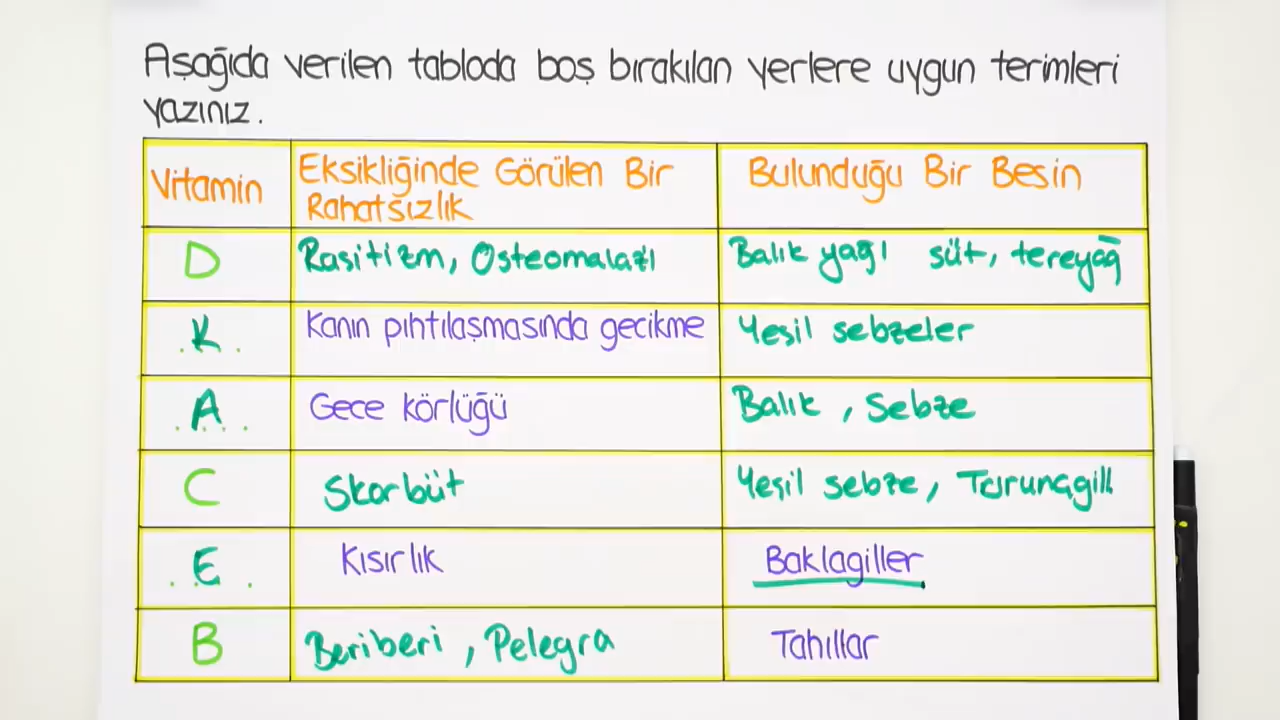 Aşağıda verilen tabloda boş bırakılan yerlere uygun terimleri
yazınız.
Vitamin
Eksikliğinde Görülen Bir
Rahatsızlık
Bulunduğu Bir Besin
D
Raşitizm, Osteomalazi
Balık yağı süt, tereyağ
K
Kanın pıhtılaşmasında gecikme
Yeşil sebzeler
A
Gece körlüğü
Balık, Sebze
C
Skorbüt
Yeşil sebze, Turunçgill
E
Kısırlık
Baklagiller
B
Beriberi, Pelegra
Tahıllar